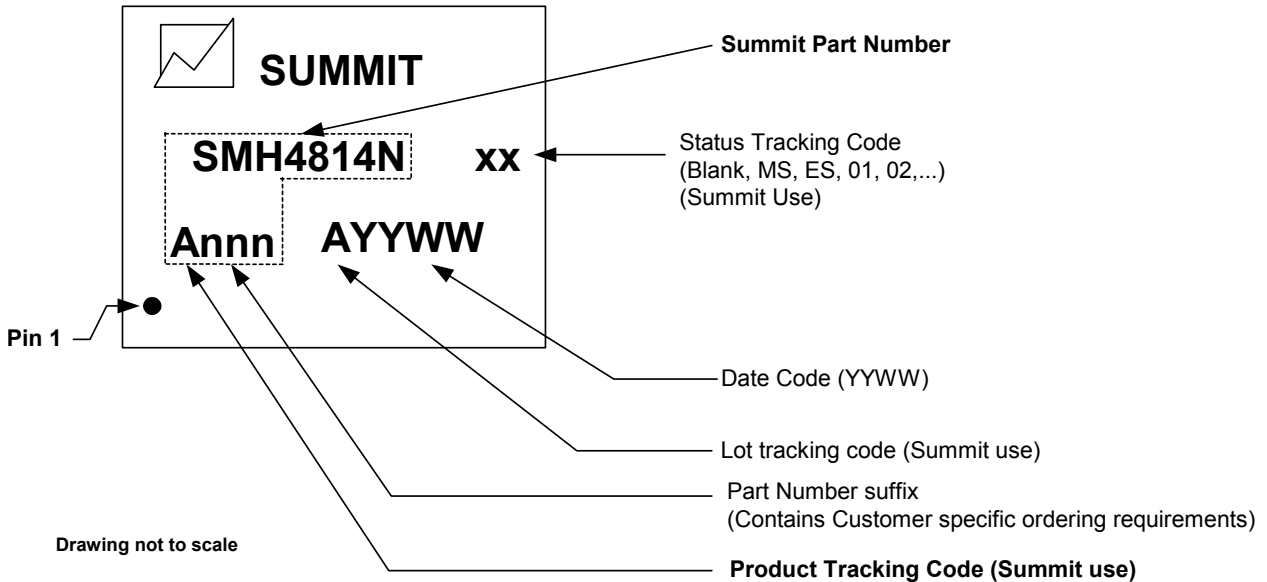 SUMMIT
Summit Part Number
SMH4814N
xx
Status Tracking Code
(Blank, MS, ES, 01, 02,...)
(Summit Use)
Annn
AYYWW
Pin 1
Date Code (YYWW)
Lot tracking code (Summit use)
Part Number suffix
(Contains Customer specific ordering requirements)
Drawing not to scale
Product Tracking Code (Summit use)